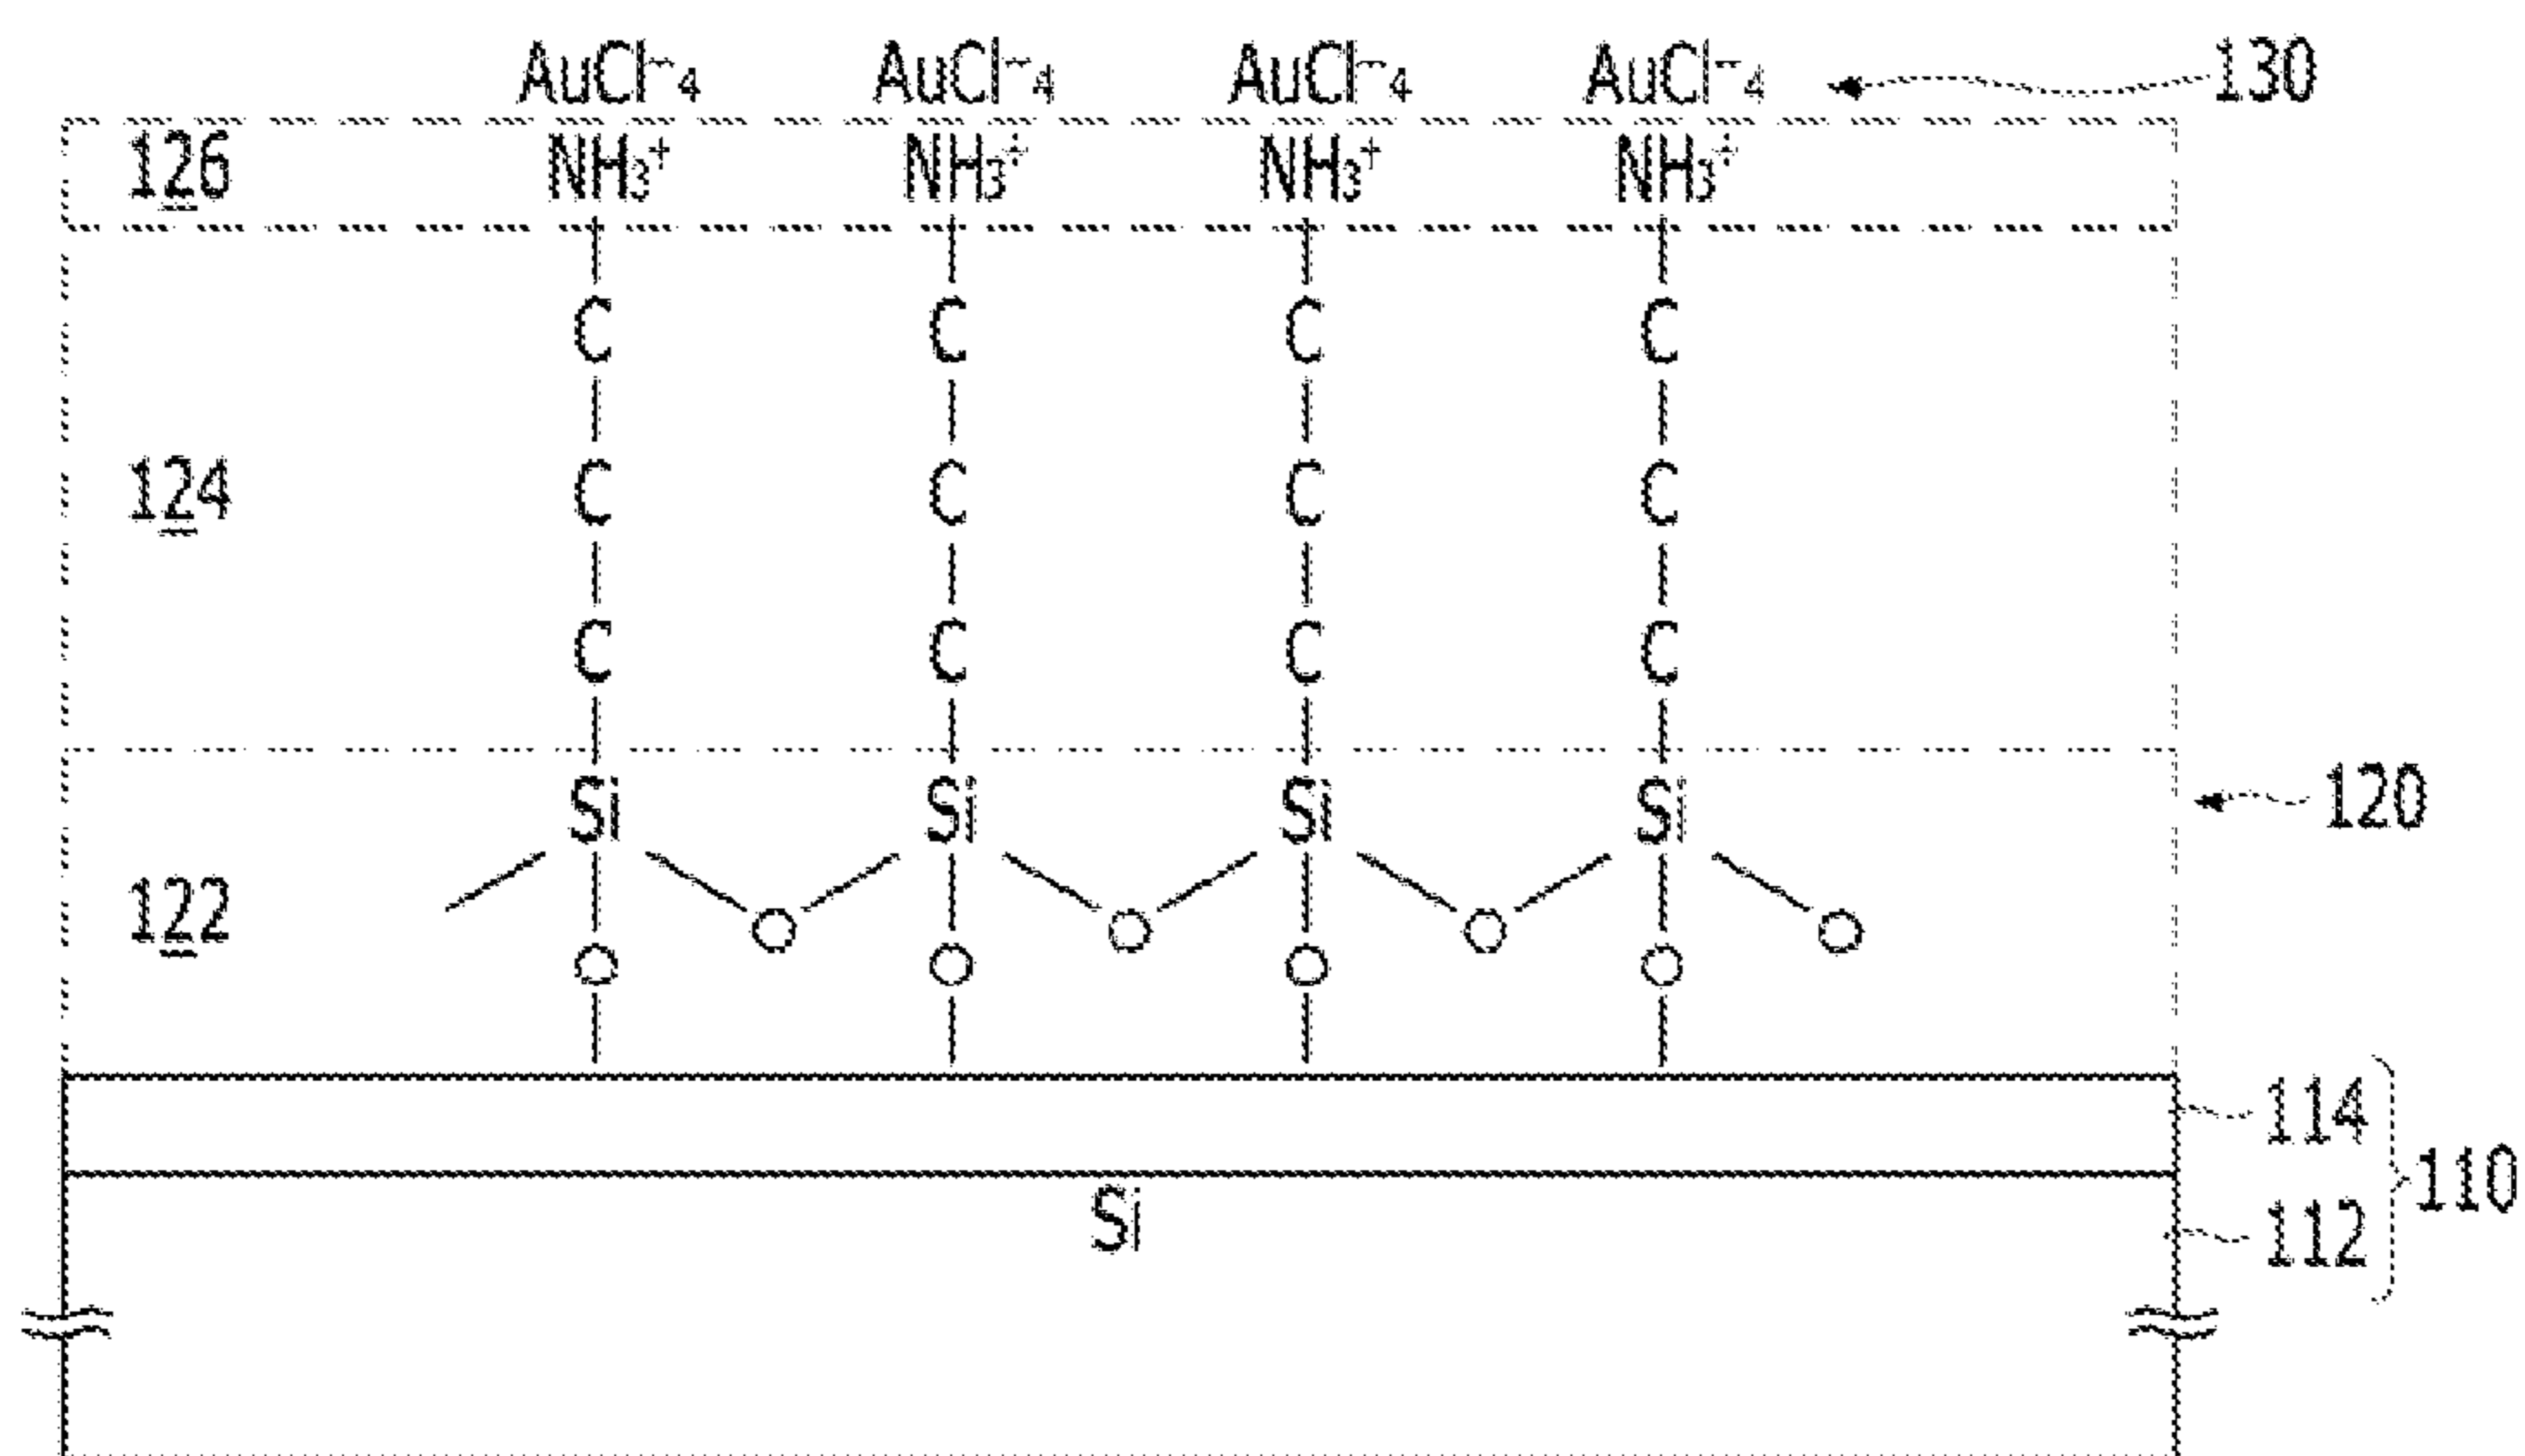 AuCl⁻₄ AuCl⁻₄ AuCl⁻₄ AuCl⁻₄ 130
126 NH₃⁺ NH₃⁺ NH₃⁺ NH₃⁺
C C C C
124 C C C C
C C C C
Si Si Si Si 120
122 O O O O
O O O O
114
Si 112 110